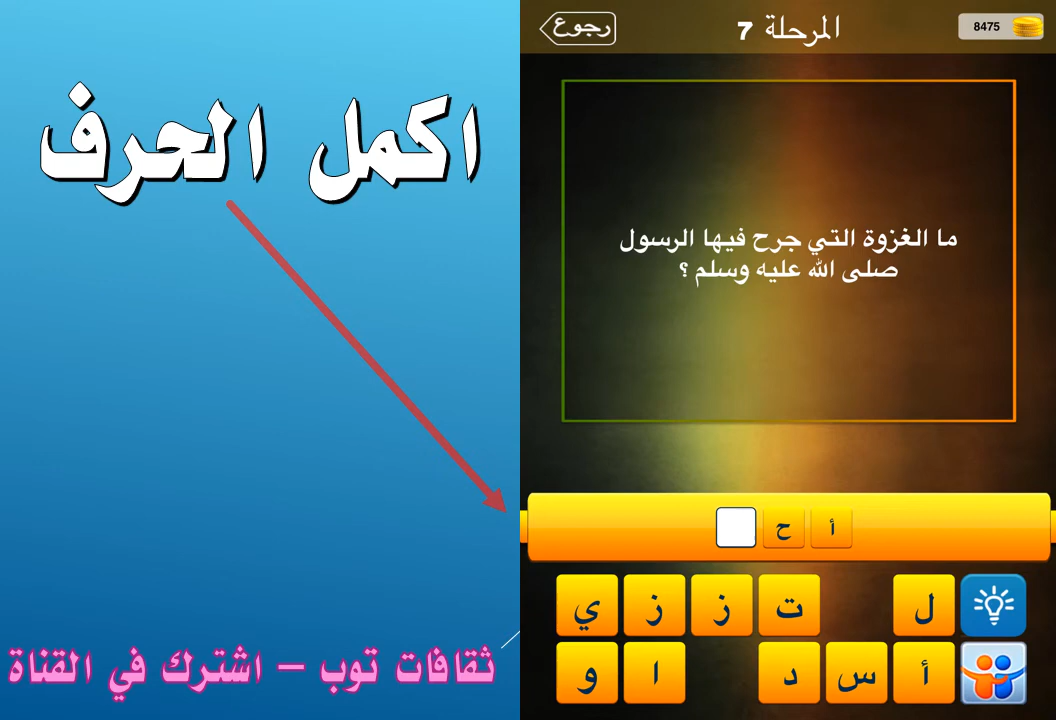 اكمل الحرف
ثقافات توب – اشترك في القناة
رجوع
المرحلة 7
8475
ما الغزوة التي جرح فيها الرسول
صلى الله عليه وسلم ؟
أ ح
ل ت ز ز ي
أ س د ا و